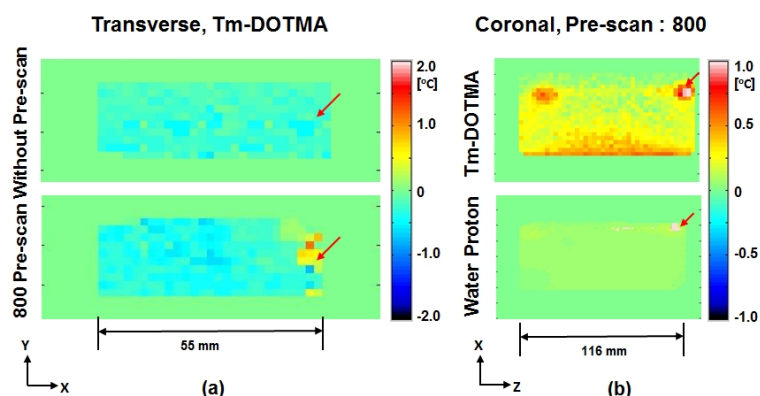 Transverse, Tm-DOTMA
Coronal, Pre-scan : 800
Without Pre-scan
800 Pre-scan
2.0
[ºC]
1.0
0
-1.0
-2.0
55 mm
Y
X
(a)
Tm-DOTMA
Water Proton
1.0
[ºC]
0.5
0
-0.5
-1.0
116 mm
X
Z
(b)